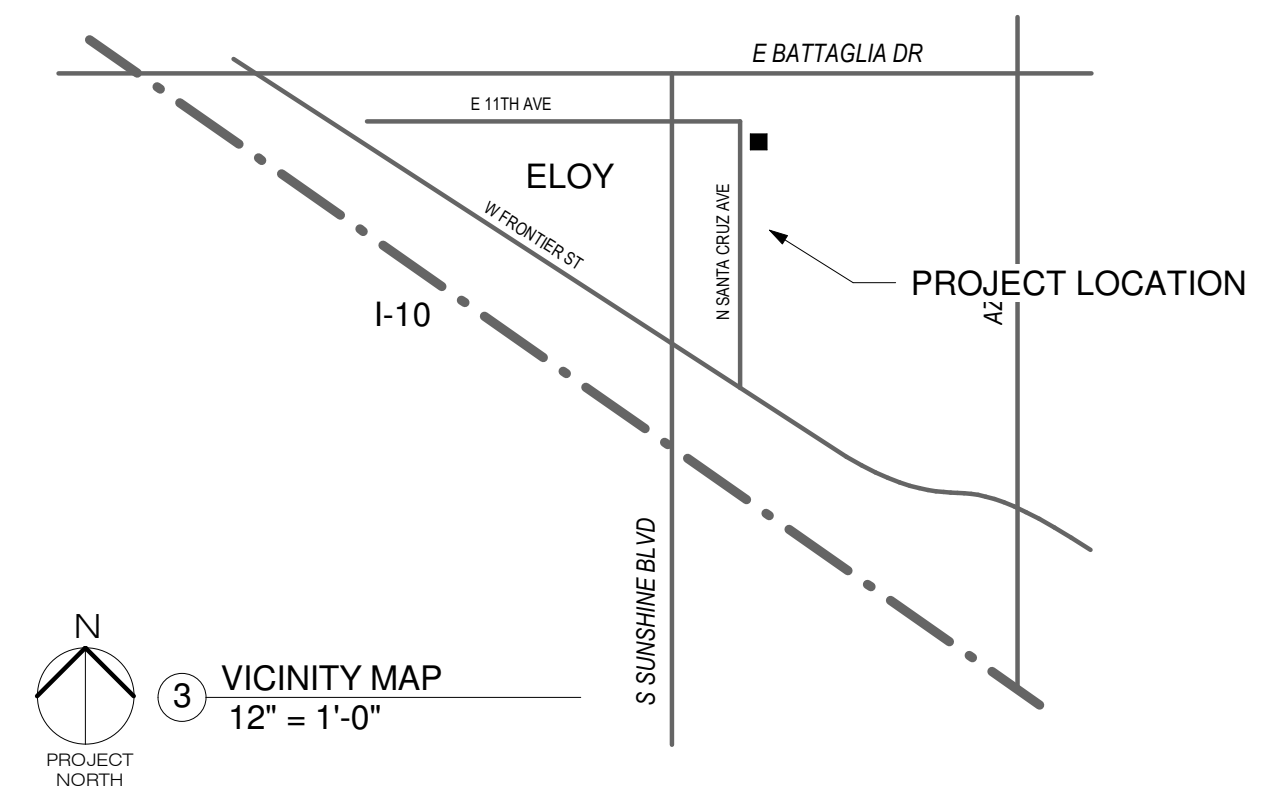 E BATTAGLIA DR
E 11TH AVE
ELOY
W FRONTIER ST
N SANTA CRUZ AVE
PROJECT LOCATION
I-10
S SUNSHINE BLVD
N
3
VICINITY MAP
12" = 1'-0"
PROJECT
NORTH